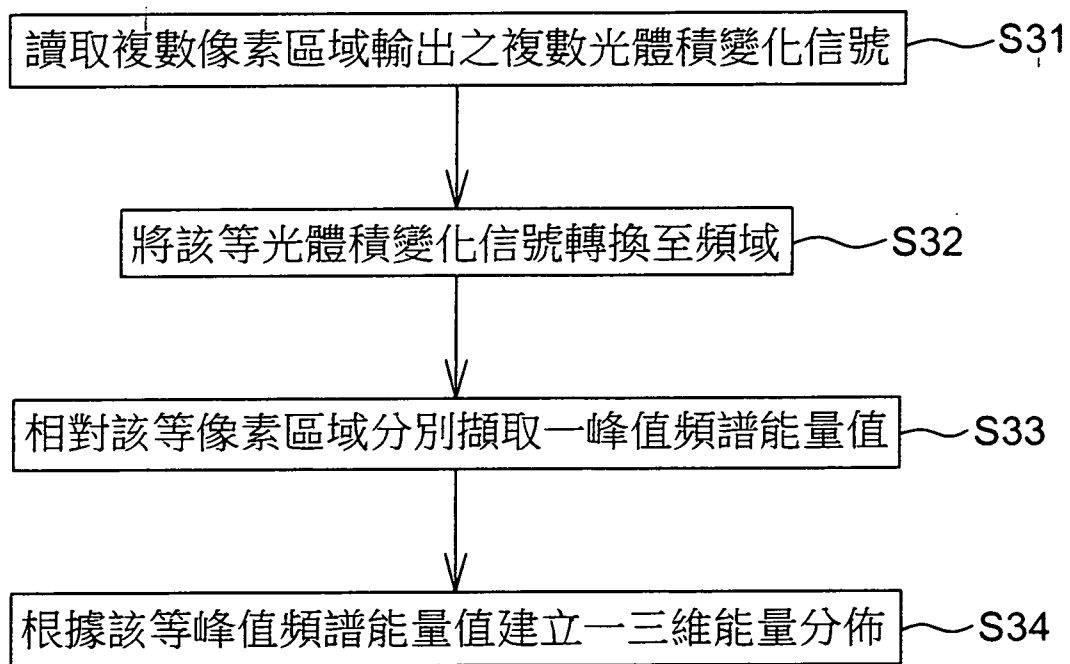 讀取複數像素區域輸出之複數光體積變化信號 S31
將該等光體積變化信號轉換至頻域 S32
相對該等像素區域分別擷取一峰值頻譜能量值 S33
根據該等峰值頻譜能量值建立一三維能量分佈 S34